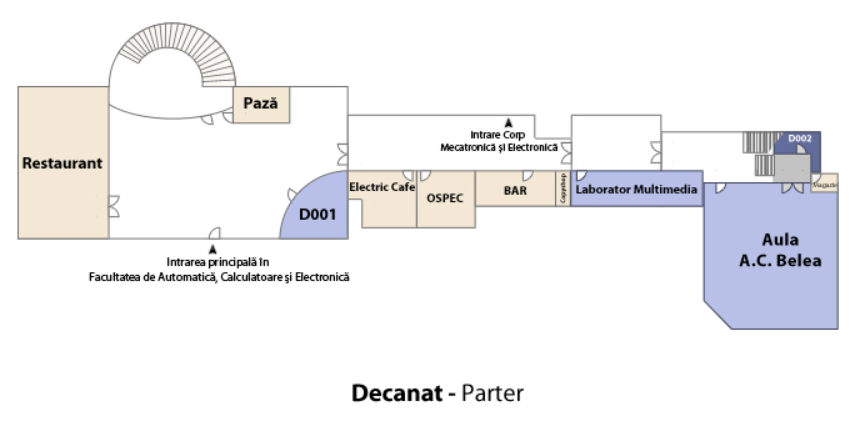 Pază
D002
Intrare Corp
Mecatronică și Electronică
Restaurant
Electric Cafe
OSPEC
BAR
Copyshop
Laborator Multimedia
Magazin
D001
Aula
A.C. Belea
Intrarea principală în
Facultatea de Automatică, Calculatoare și Electronică
Decanat - Parter